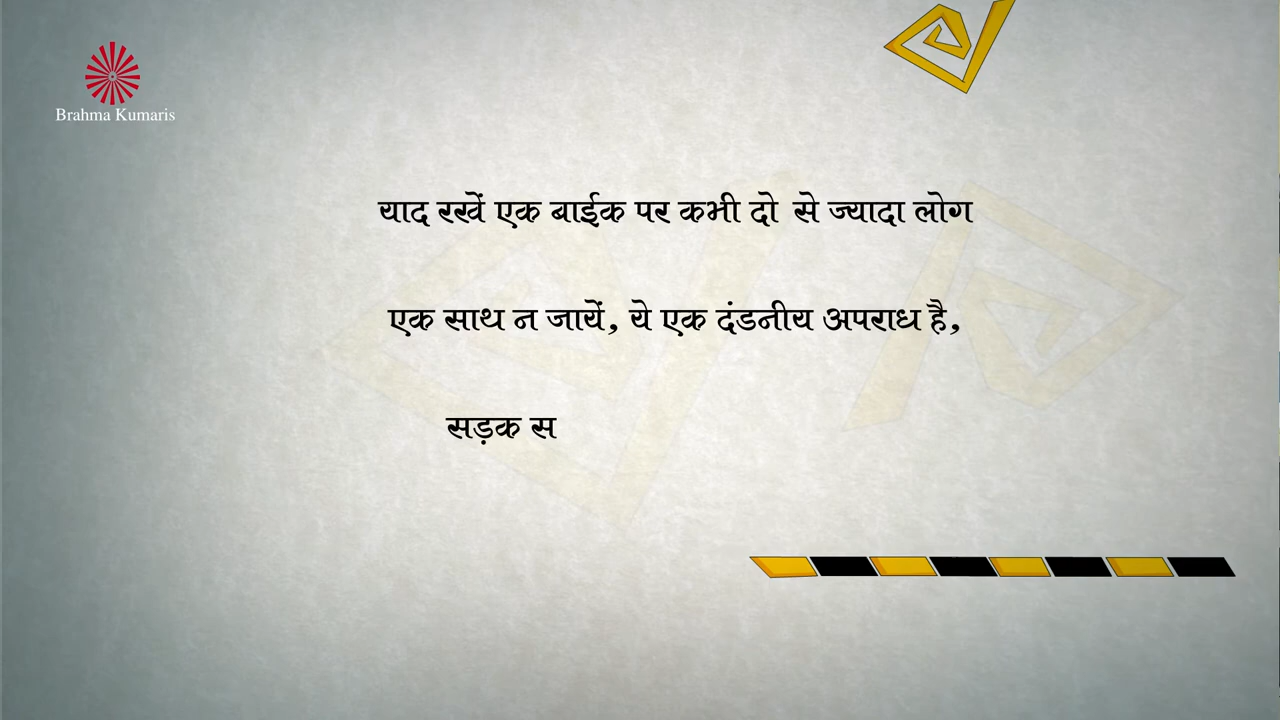 Brahma Kumaris
याद रखें एक बाईक पर कभी दो से ज्यादा लोग
एक साथ न जायें, ये एक दंडनीय अपराध है,
सड़क स